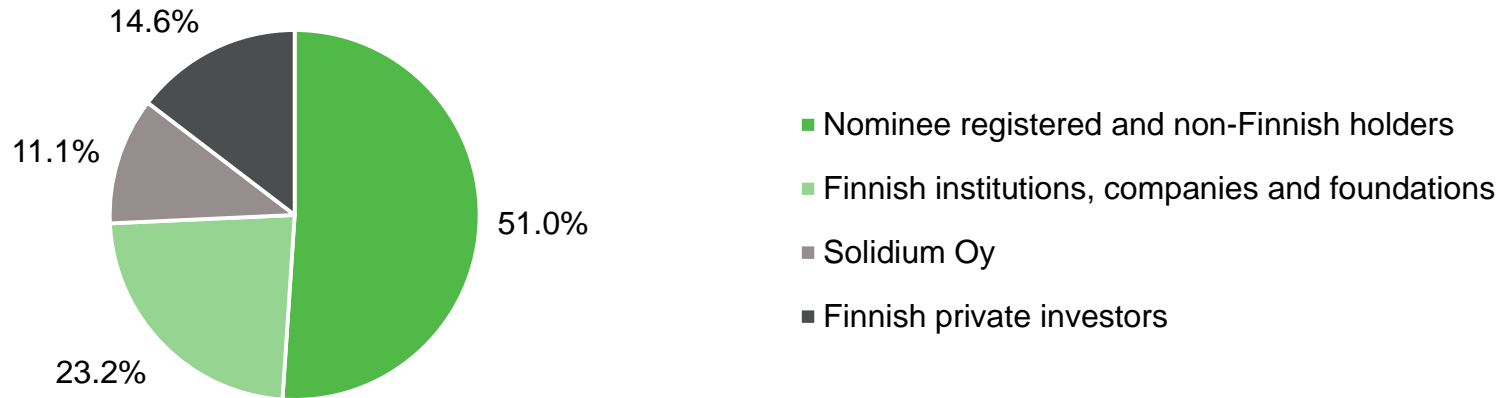 14.6%
11.1%
51.0%
23.2%
Nominee registered and non-Finnish holders
Finnish institutions, companies and foundations
Solidium Oy
Finnish private investors